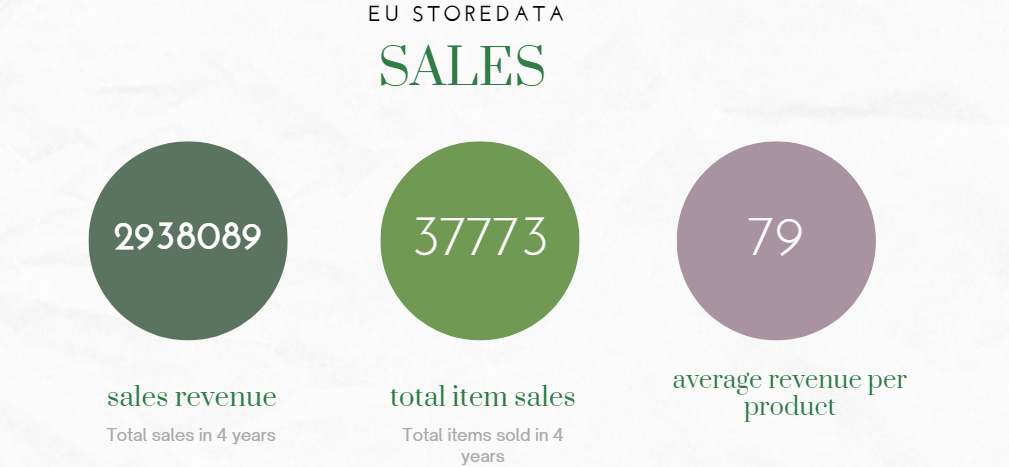 EU STOREDATA
SALES
2938089
37773
79
sales revenue
Total sales in 4 years
total item sales
Total items sold in 4
years
average revenue per
product